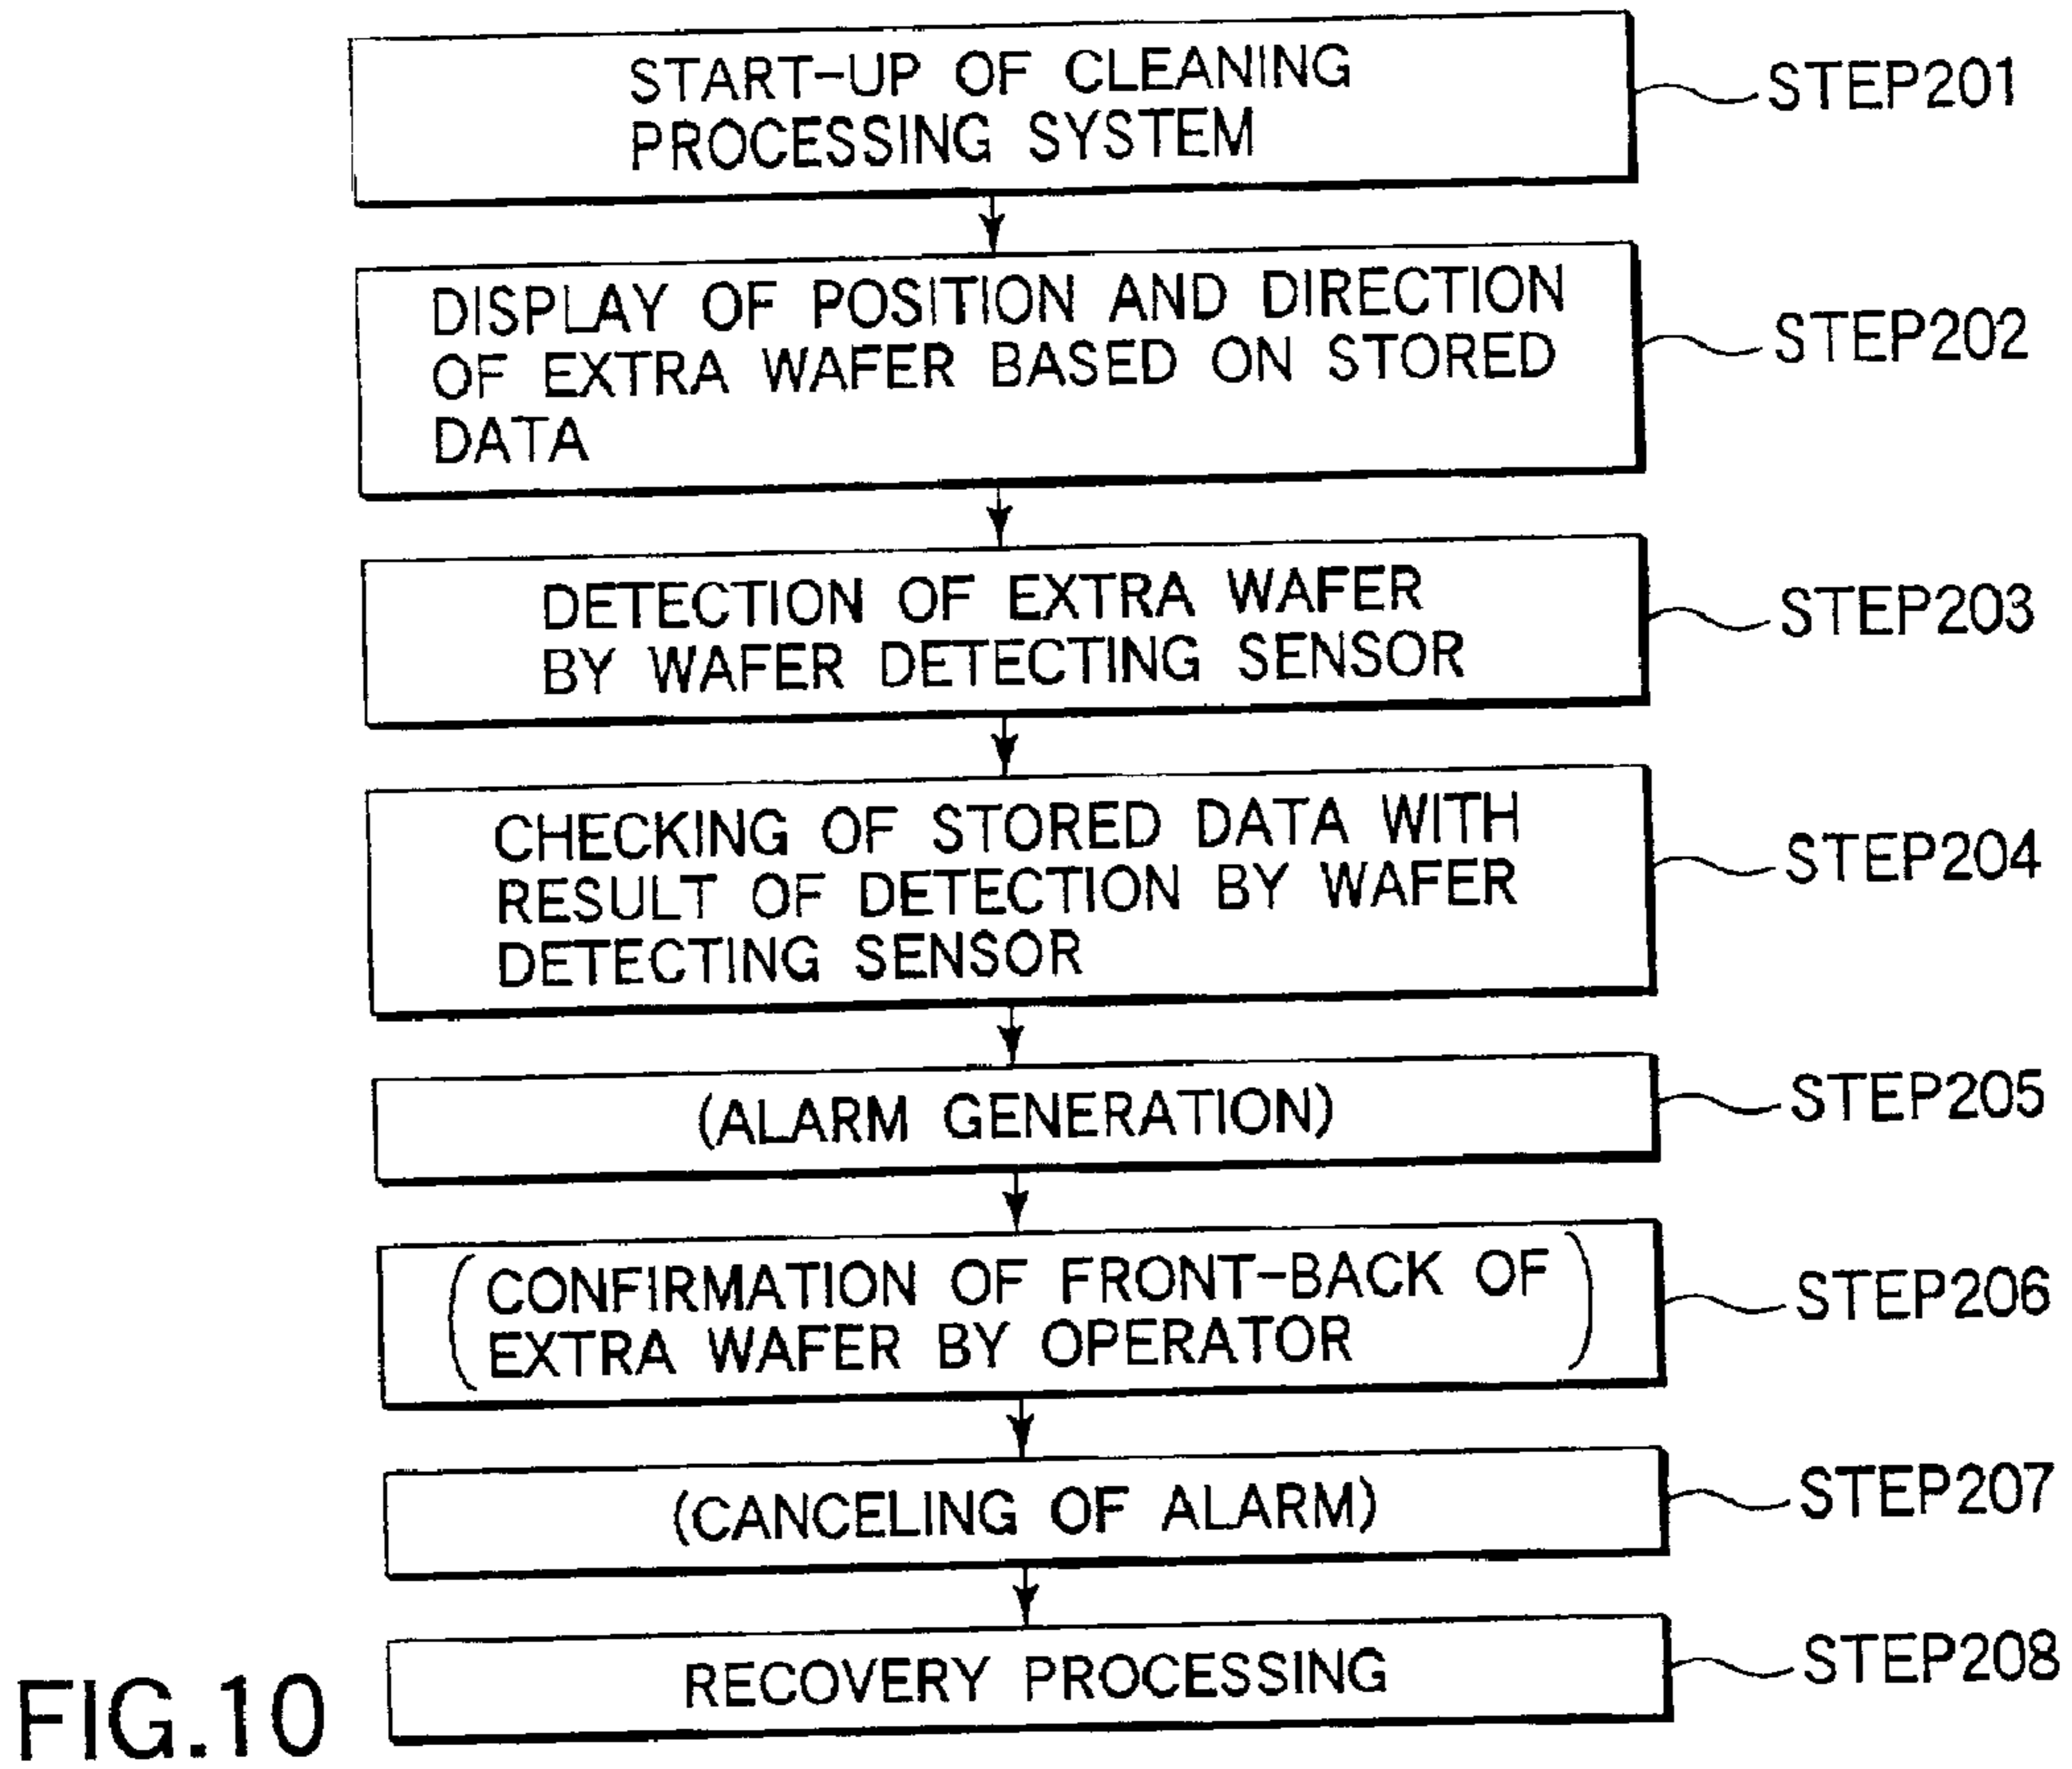 START-UP OF CLEANING
PROCESSING SYSTEM
STEP201
DISPLAY OF POSITION AND DIRECTION
OF EXTRA WAFER BASED ON STORED
DATA
STEP202
DETECTION OF EXTRA WAFER
BY WAFER DETECTING SENSOR
STEP203
CHECKING OF STORED DATA WITH
RESULT OF DETECTION BY WAFER
DETECTING SENSOR
STEP204
(ALARM GENERATION)
STEP205
(CONFIRMATION OF FRONT-BACK OF
EXTRA WAFER BY OPERATOR)
STEP206
(CANCELING OF ALARM)
STEP207
RECOVERY PROCESSING
STEP208
FIG.10